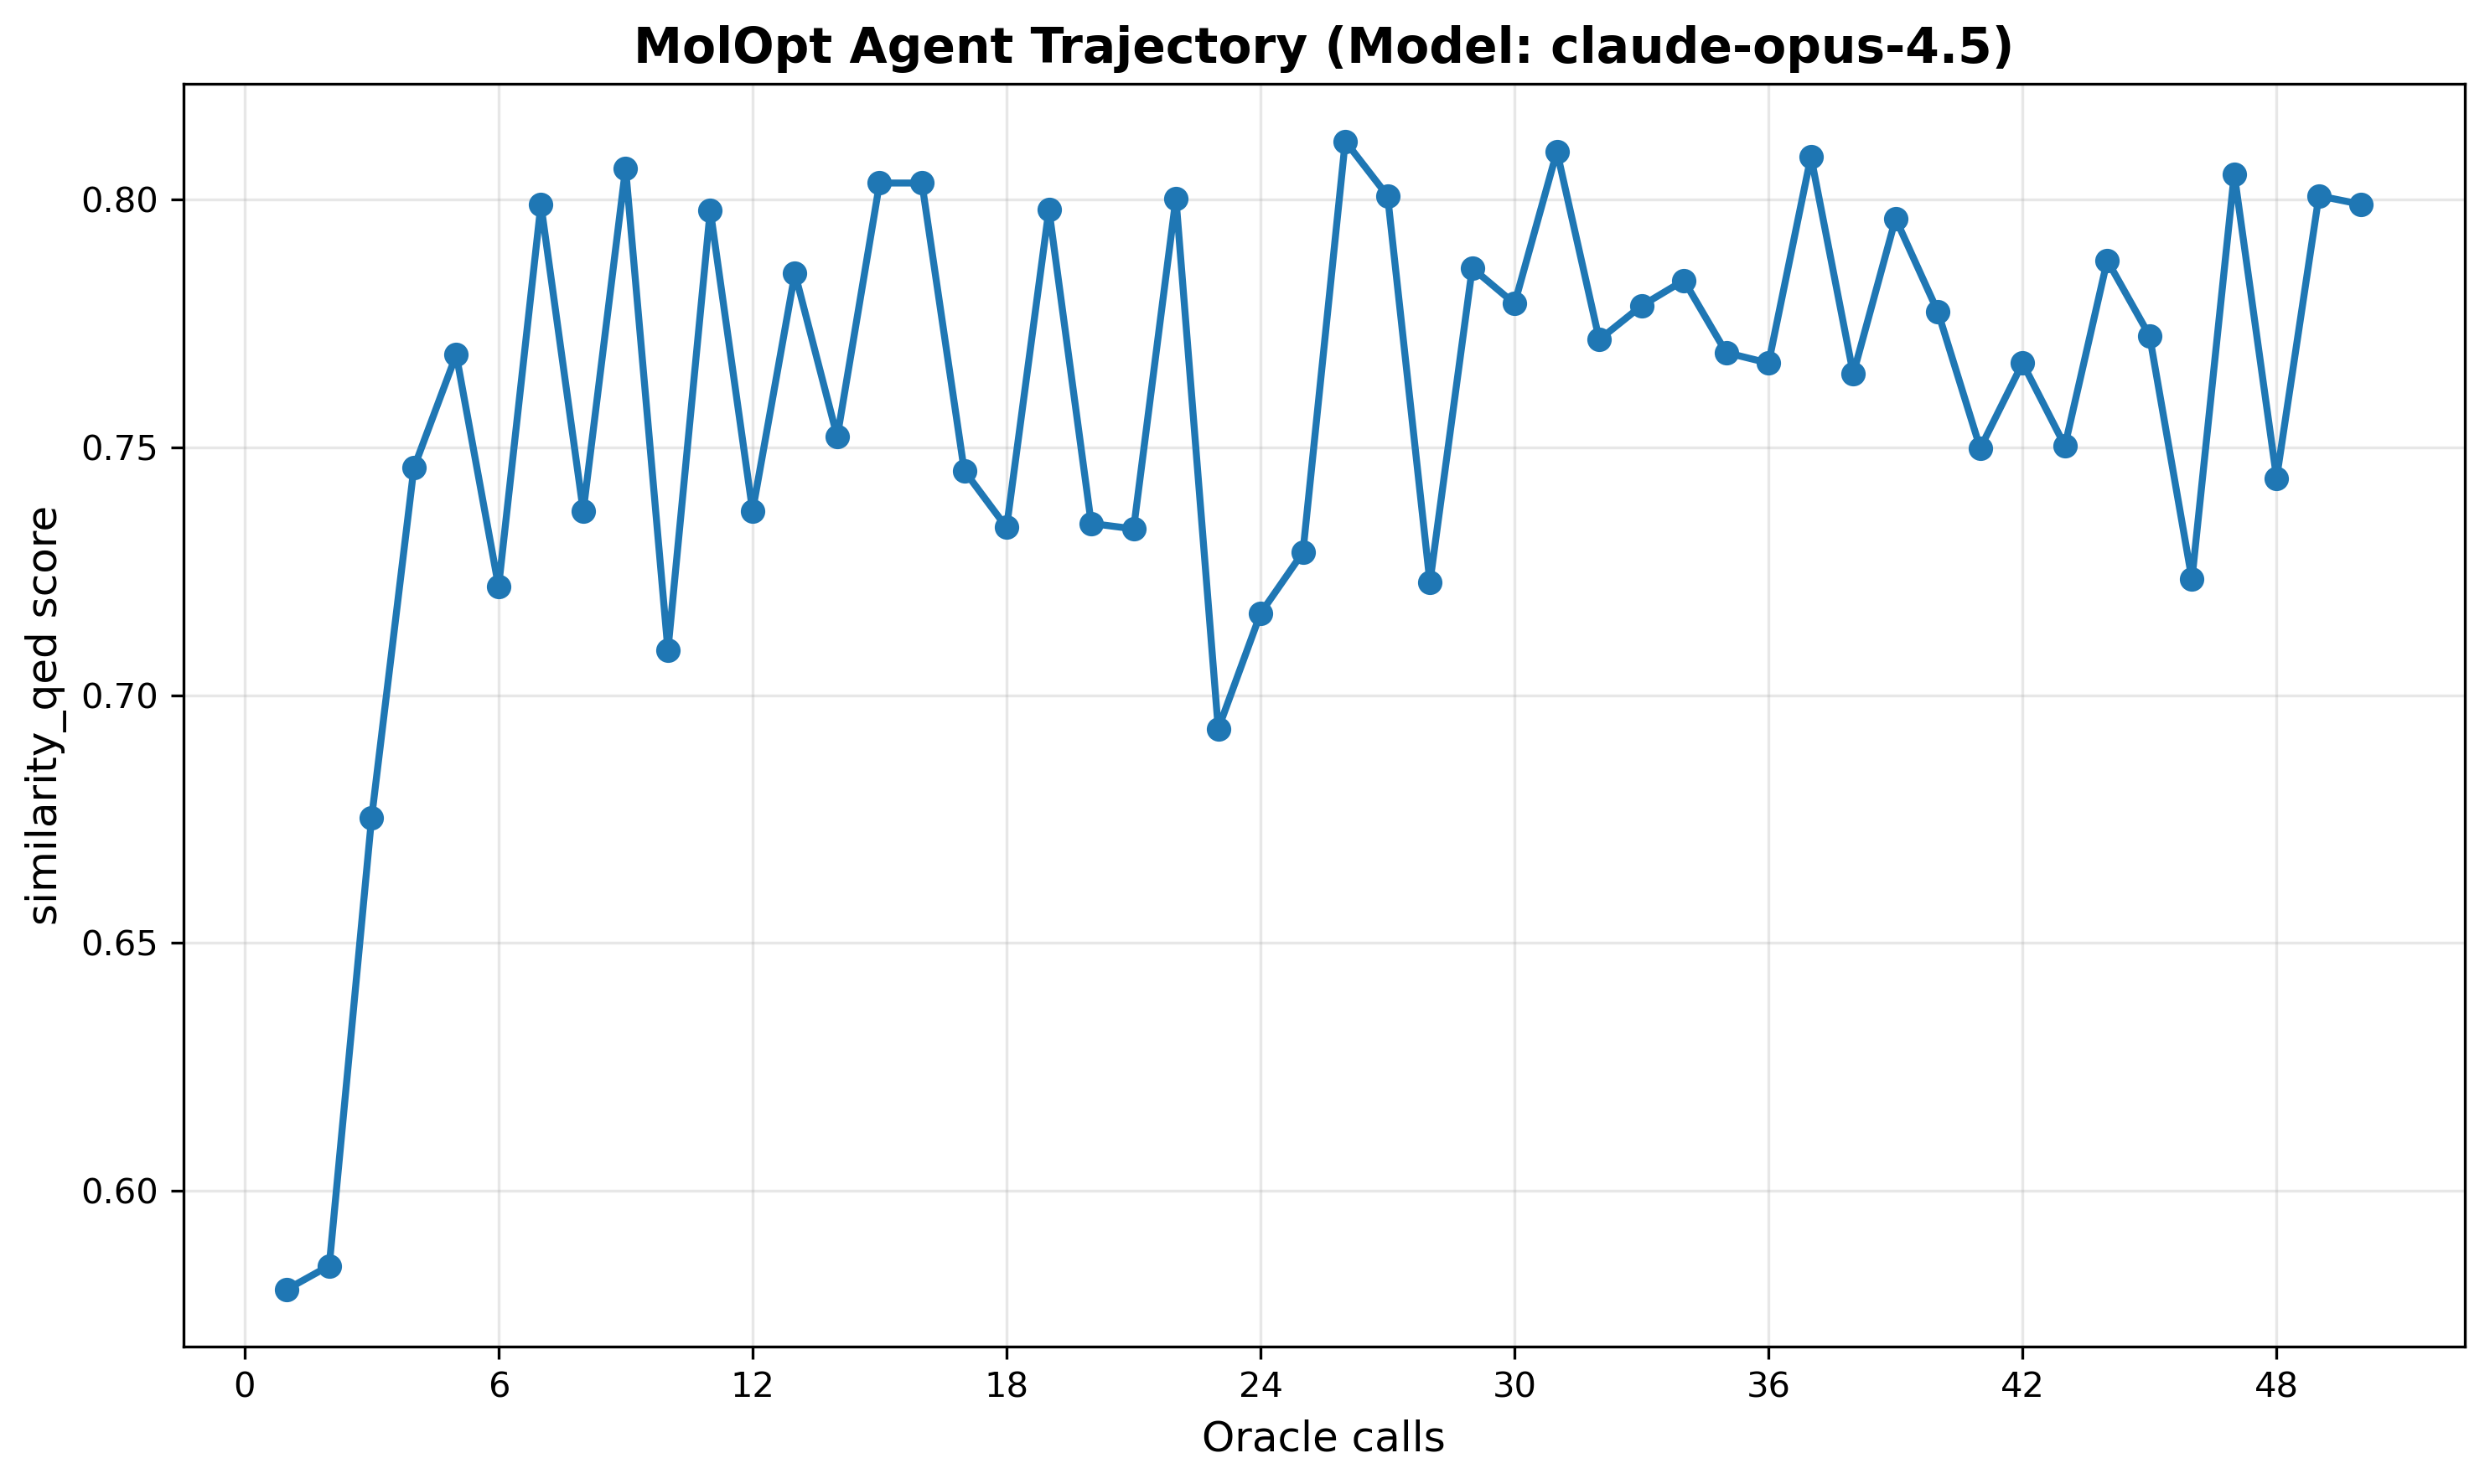 MolOpt Agent Trajectory (Model: claude-opus-4.5)
similarity_qed score
0.80
0.75
0.70
0.65
0.60
0 6 12 18 24 30 36 42 48
Oracle calls